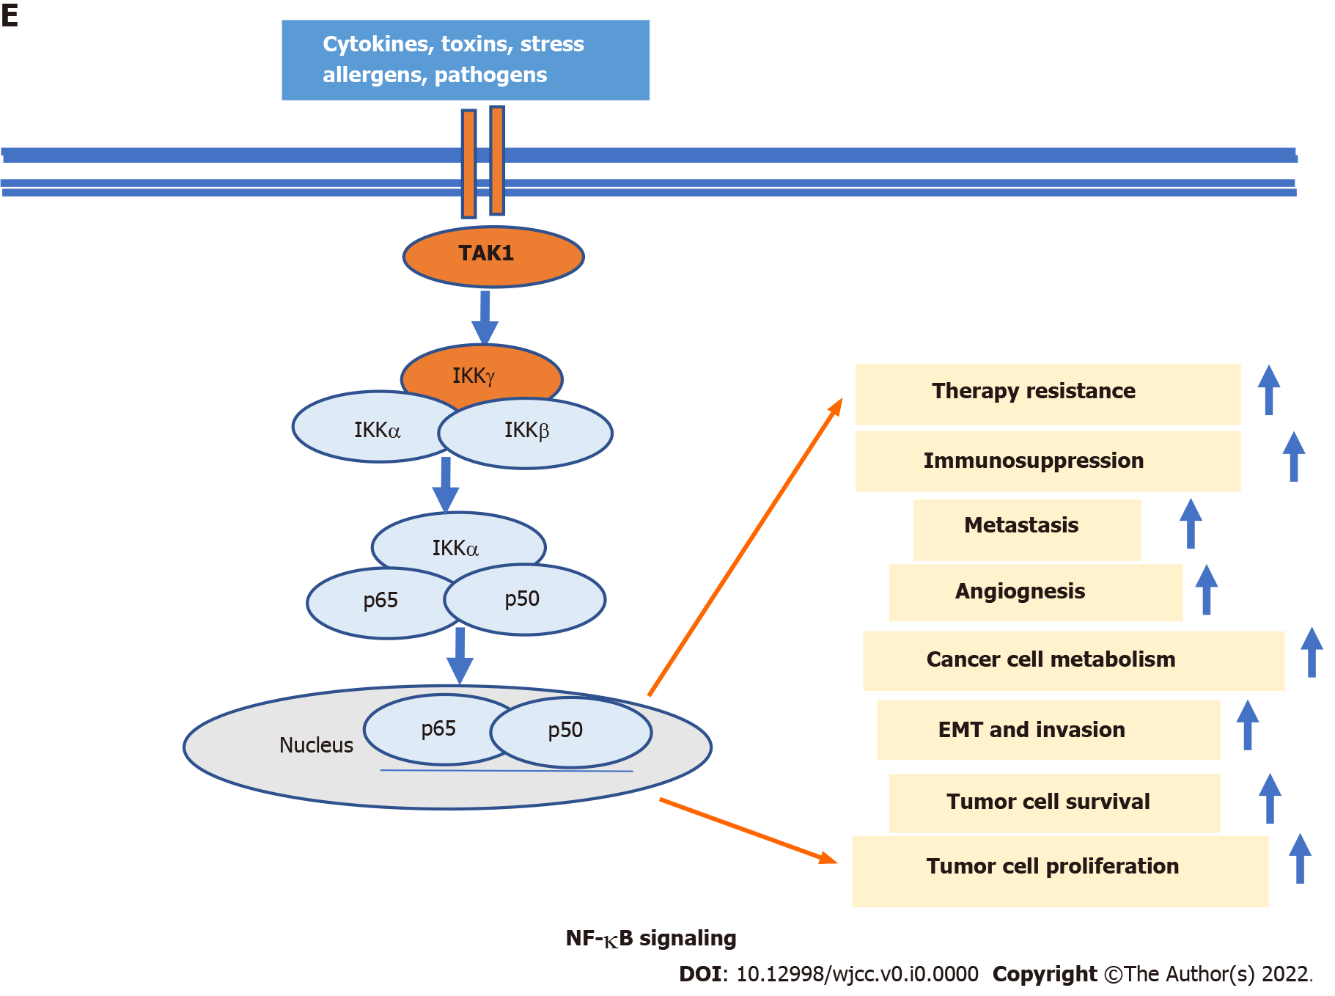 E
Cytokines, toxins, stress
allergens, pathogens
TAK1
IKKγ
IKKα
IKKβ
IKKα
p65
p50
Nucleus
p65
p50
Therapy resistance
Immunosuppression
Metastasis
Angiognesis
Cancer cell metabolism
EMT and invasion
Tumor cell survival
Tumor cell proliferation
NF-κB signaling
DOI: 10.12998/wjcc.v0.i0.0000 Copyright ©The Author(s) 2022.